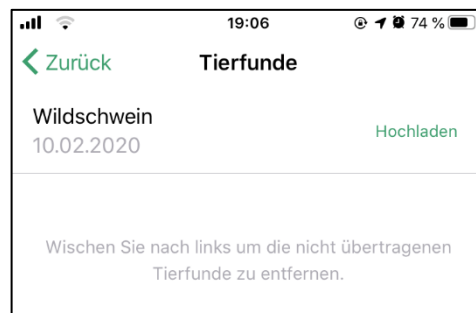 19:06
74 %
Zurück
Tierfunde
Wildschwein
10.02.2020
Hochladen
Wischen Sie nach links um die nicht übertragenen
Tierfunde zu entfernen.